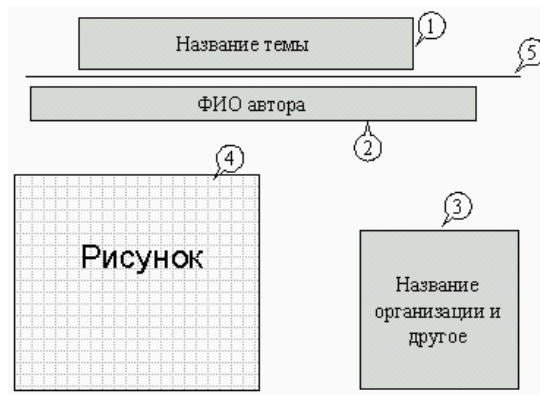 Название темы
1
5
ФИО автора
2
4
3
Рисунок
Название
организации и
другое